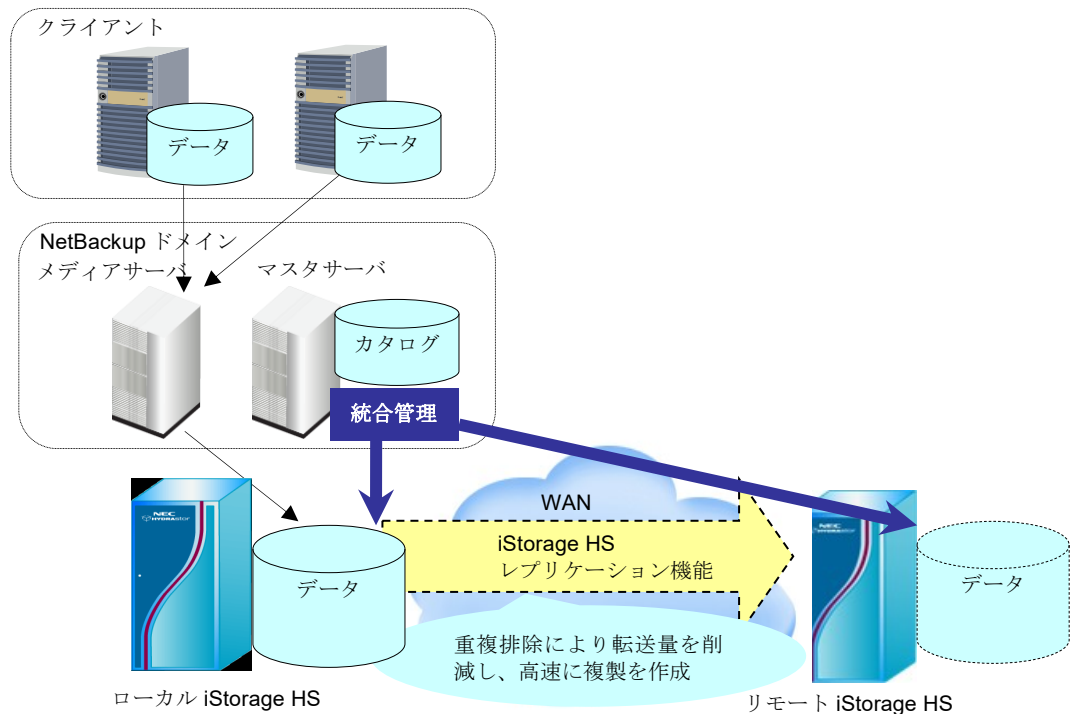 クライアント
データ
データ
NetBackup ドメイン
メディアサーバ
マスタサーバ
カタログ
統合管理
WAN
iStorage HS
レプリケーション機能
NEC
HYDRAstor
データ
NEC
HYDRAstor
データ
重複排除により転送量を削
減し、高速に複製を作成
ローカル iStorage HS
リモート iStorage HS